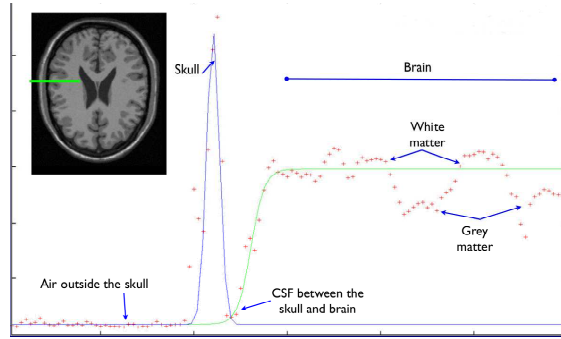 Skull
Brain
White
matter
Grey
matter
Air outside the skull
CSF between the
skull and brain